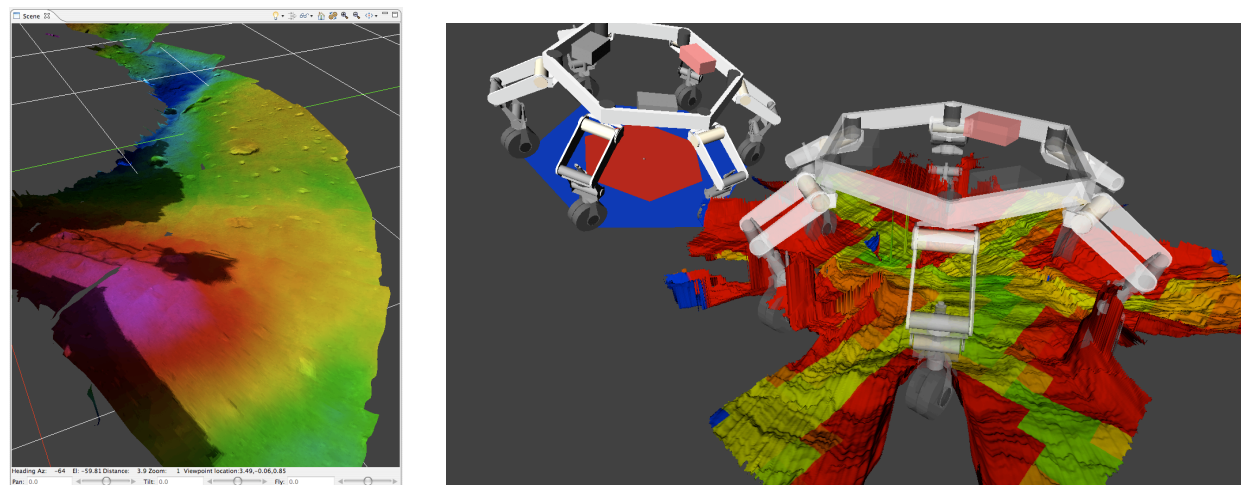 Scene
Heading Az: -64 El: -59.81 Distance: 3.9 Zoom: 1 Viewpoint location:3.49,-0.06,0.85
Pan: 0.0 Tilt: 0.0 Fly: 0.0